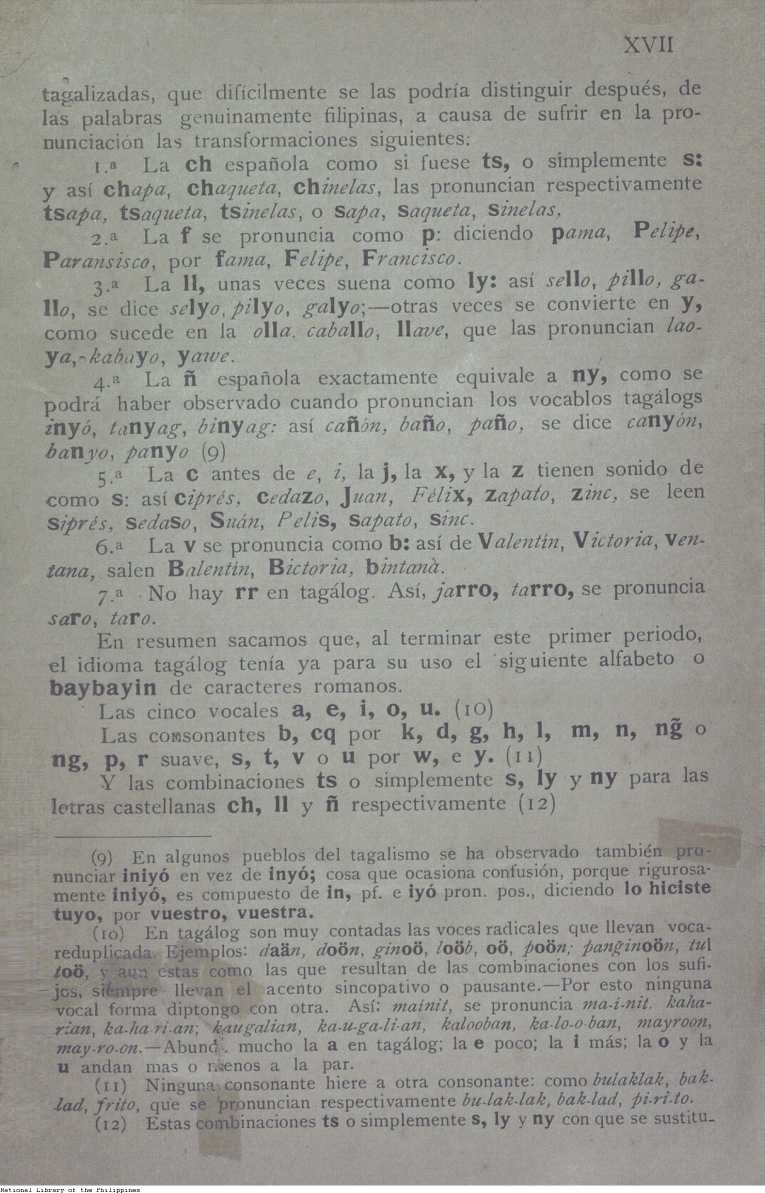 XVII
tagalizadas, que difícilmente se las podría distinguir después, de
las palabras genuinamente filipinas, a causa de sufrir en la pro-
nunciación las transformaciones siguientes:
1.ª La ch española como si fuese ts, o simplemente s:
y así chapa, chaqueta, chinelas, las pronuncian respectivamente
tsapa, tsaqueta, tsinelas, o sapa, saqueta, sinelas,
2.ª La f se pronuncia como p: diciendo pama, Pelipe,
Paransisco, por fama, Felipe, Francisco.
3.ª La ll, unas veces suena como ly: así sello, pillo, ga-
llo, se dice selyo, pilyo, galyo;—otras veces se convierte en y,
como sucede en la olla. caballo, llave, que las pronuncian lao-
ya,-kabayo, yawe.
4.ª La ñ española exactamente equivale a ny, como se
podrá haber observado cuando pronuncian los vocablos tagálogs
inyó, tanyag, binyag: así cañón, baño, paño, se dice canyón,
banyo, panyo (9)
5.ª La c antes de e, i, la j, la x, y la z tienen sonido de
como s: así ciprés, cedazo, Juan, Félix, zapato, zinc, se leen
siprés, sedaso, Suán, Pelis, sapato, sinc.
6.ª La v se pronuncia como b: así de Valentín, Victoria, ven-
tana, salen Balentín, Bictoria, bintanà.
7.ª No hay rr en tagálog. Así, jarro, tarro, se pronuncia
saro, taro.
En resumen sacamos que, al terminar este primer periodo,
el idioma tagálog tenía ya para su uso el siguiente alfabeto o
baybayin de caracteres romanos.
Las cinco vocales a, e, i, o, u. (10)
Las consonantes b, cq por k, d, g, h, l, m, n, ng̃ o
ng, p, r suave, s, t, v o u por w, e y. (11)
Y las combinaciones ts o simplemente s, ly y ny para las
letras castellanas ch, ll y ñ respectivamente (12)
(9) En algunos pueblos del tagalismo se ha observado también pro-
nunciar iniyó en vez de inyó; cosa que ocasiona confusión, porque rigurosa-
mente iniyó, es compuesto de in, pf. e iyó pron. pos., diciendo lo hiciste
tuyo, por vuestro, vuestra.
(10) En tagálog son muy contadas las voces radicales que llevan voca-
reduplicada. Ejemplos: daän, doön, ginoö, loöb, oö, poön; pang̃inoön, tul
toö, y aun estas como las que resultan de las combinaciones con los sufi-
jos, siempre llevan el acento sincopativo o pausante.—Por esto ninguna
vocal forma diptongo con otra. Así: mainit, se pronuncia ma-i-nit. kaha-
rian, ka-ha-ri-an; kaugalian, ka-u-ga-li-an, kalooban, ka-lo-o-ban, mayroon,
may-ro-on.—Abund. mucho la a en tagálog; la e poco; la i más; la o y la
u andan mas o menos a la par.
(11) Ninguna consonante hiere a otra consonante: como bulaklak, bak-
lad, frito, que se pronuncian respectivamente bu-lak-lak, bak-lad, pi-ri-to.
(12) Estas combinaciones ts o simplemente s, ly y ny con que se sustitu-
National Library of the Philippines